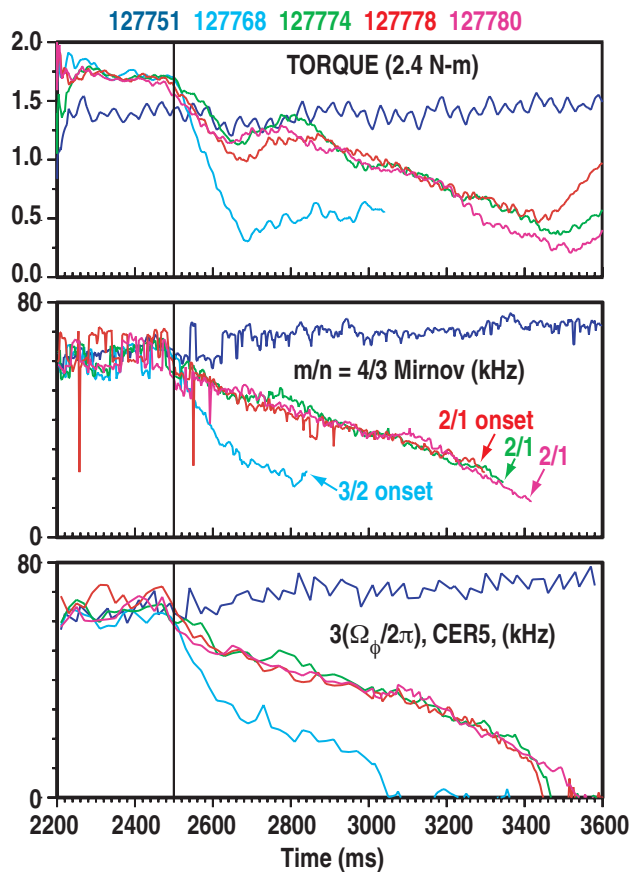 127751 127768 127774 127778 127780
2.0
TORQUE (2.4 N-m)
1.5
1.0
0.5
0.0
80
m/n = 4/3 Mirnov (kHz)
2/1 onset
2/1
2/1
3/2 onset
0
80
3(Ωϕ/2π), CER5, (kHz)
0
2200 2400 2600 2800 3000 3200 3400 3600
Time (ms)